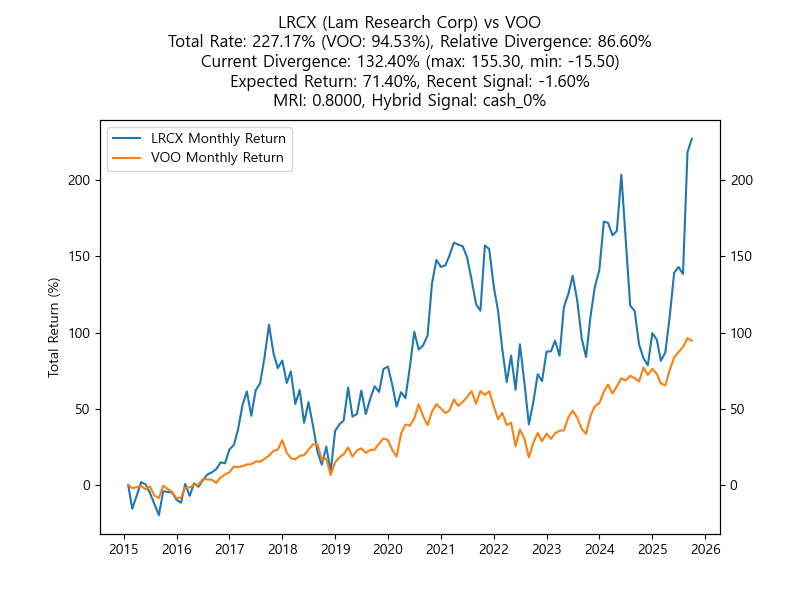 LRCX (Lam Research Corp) vs VOO
Total Rate: 227.17% (VOO: 94.53%), Relative Divergence: 86.60%
Current Divergence: 132.40% (max: 155.30, min: -15.50)
Expected Return: 71.40%, Recent Signal: -1.60%
MRI: 0.8000, Hybrid Signal: cash_0%
LRCX Monthly Return
VOO Monthly Return
Total Return (%)
200
150
100
50
0
200
150
100
50
0
2015 2016 2017 2018 2019 2020 2021 2022 2023 2024 2025 2026